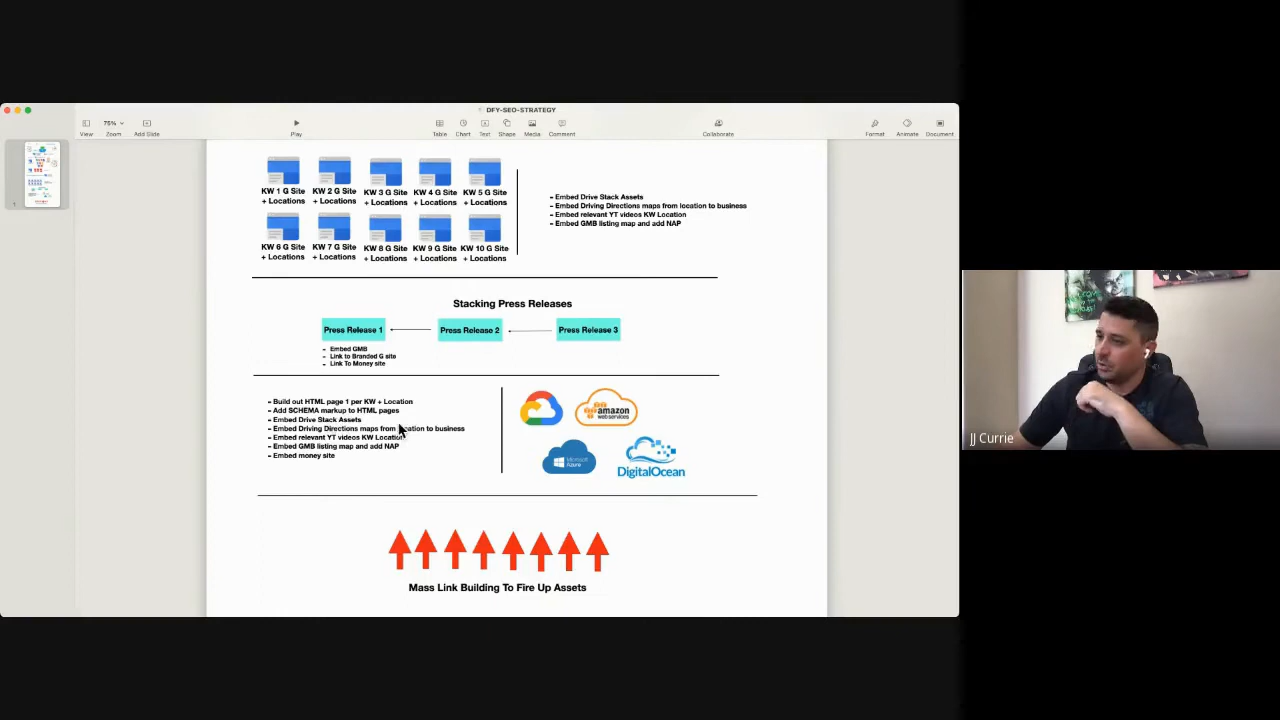 DFY-SEO-STRATEGY
75%
View
Zoom
Add Slide
Play
Table
Chart
Text
Shape
Media
Comment
Collaborate
Format
Animate
Document
1
KW 1 G Site
+ Locations
KW 2 G Site
+ Locations
KW 3 G Site
+ Locations
KW 4 G Site
+ Locations
KW 5 G Site
+ Locations
KW 6 G Site
+ Locations
KW 7 G Site
+ Locations
KW 8 G Site
+ Locations
KW 9 G Site
+ Locations
KW 10 G Site
+ Locations
- Embed Drive Stack Assets
- Embed Driving Directions maps from location to business
- Embed relevant YT videos KW Location
- Embed GMB listing map and add NAP
Stacking Press Releases
Press Release 1
Press Release 2
Press Release 3
- Embed GMB
- Link to Branded G site
- Link To Money site
- Build out HTML page 1 per KW + Location
- Add SCHEMA markup to HTML pages
- Embed Drive Stack Assets
- Embed Driving Directions maps from location to business
- Embed relevant YT videos KW Location
- Embed GMB listing map and add NAP
- Embed money site
amazon
webservices
Microsoft
Azure
DigitalOcean
Mass Link Building To Fire Up Assets
JJ Currie